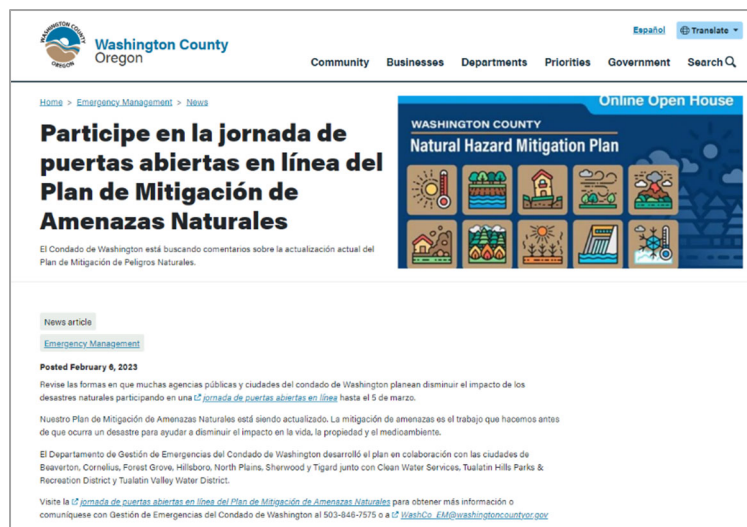 WASHINGTON COUNTY
OREGON
Washington County
Oregon
Español
Translate
Community Businesses Departments Priorities Government Search
Home > Emergency Management > News
Participe en la jornada de
puertas abiertas en línea del
Plan de Mitigación de
Amenazas Naturales
El Condado de Washington está buscando comentarios sobre la actualización actual del
Plan de Mitigación de Peligros Naturales.
Online Open House
WASHINGTON COUNTY
Natural Hazard Mitigation Plan
News article
Emergency Management
Posted February 6, 2023
Revise las formas en que muchas agencias públicas y ciudades del condado de Washington planean disminuir el impacto de los
desastres naturales participando en una jornada de puertas abiertas en línea hasta el 5 de marzo.
Nuestro Plan de Mitigación de Amenazas Naturales está siendo actualizado. La mitigación de amenazas es el trabajo que hacemos antes
de que ocurra un desastre para ayudar a disminuir el impacto en la vida, la propiedad y el medioambiente.
El Departamento de Gestión de Emergencias del Condado de Washington desarrolló el plan en colaboración con las ciudades de
Beaverton, Cornelius, Forest Grove, Hillsboro, North Plains, Sherwood y Tigard junto con Clean Water Services, Tualatin Hills Parks &
Recreation District y Tualatin Valley Water District.
Visite la jornada de puertas abiertas en línea del Plan de Mitigación de Amenazas Naturales para obtener más información o
comuníquese con Gestión de Emergencias del Condado de Washington al 503-846-7575 o a WashCo_EM@washingtoncountyor.gov